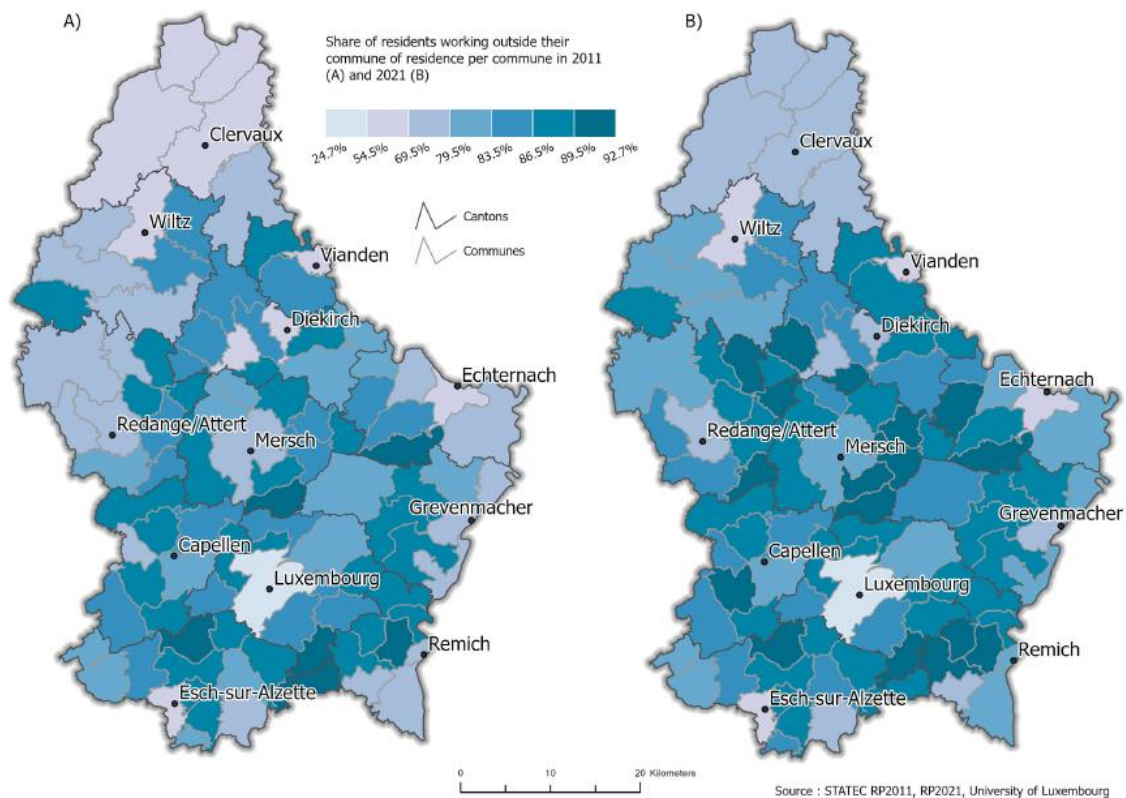 A)
Share of residents working outside their
commune of residence per commune in 2011
(A) and 2021 (B)
24.7%
54.5%
69.5%
79.5%
83.5%
86.5%
89.5%
92.7%
Cantons
Communes
Clervaux
Wiltz
Vianden
Diekirch
Echternach
Redange/Attert
Mersch
Grevenmacher
Capellen
Luxembourg
Remich
Esch-sur-Alzette
B)
Clervaux
Wiltz
Vianden
Diekirch
Echternach
Redange/Attert
Mersch
Grevenmacher
Capellen
Luxembourg
Remich
Esch-sur-Alzette
0 10 20 Kilometers
Source : STATEC RP2011, RP2021, University of Luxembourg